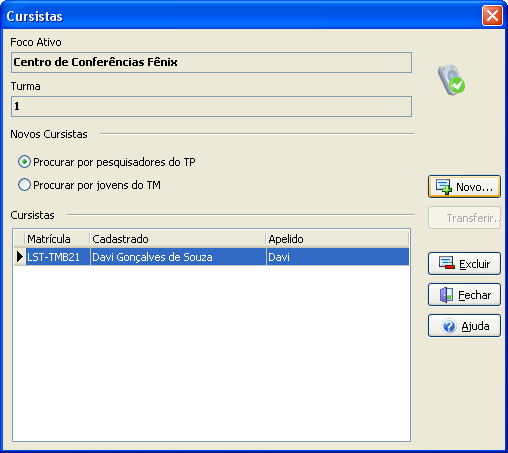 Cursistas
Foco Ativo
Centro de Conferências Fênix
Turma
1
Novos Cursistas
Procurar por pesquisadores do TP
Procurar por jovens do TM
Novo...
Transferir...
Cursistas
Matrícula Cadastrado Apelido
LST-TMB21 Davi Gonçalves de Souza Davi
Excluir
Fechar
Ajuda